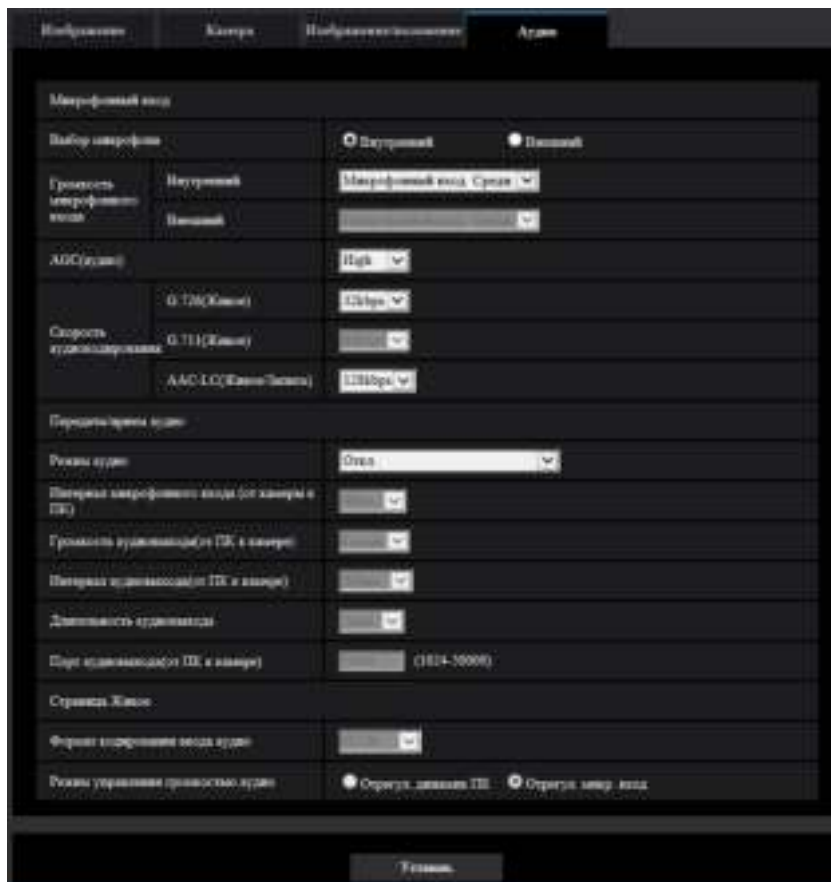 Изображение Камера Изображение/положение Аудио
Микрофонный вход
Выбор микрофона Внутренний Внешний
Громкость микрофонного входа
Внутренний Микрофонный вход Средн
Внешний
AGC(аудио) High
Скорость аудиокодирования
G.726(Живое) 32kbps
G.711(Живое)
AAC-LC(Живое/Запись) 128kbps
Передача/прием аудио
Режим аудио Откл.
Интервал микрофонного входа (от камеры к
ПК)
Громкость аудиовыхода(от ПК к камере)
Интервал аудиовыхода(от ПК к камере)
Длительность аудиовыхода
Порт аудиовыхода(от ПК к камере) (1024-50000)
Страница Живое
Формат кодирования ввода аудио
Режим управления громкостью аудио Отрегул. динамик ПК Отрегул. микр. вход
Установ.